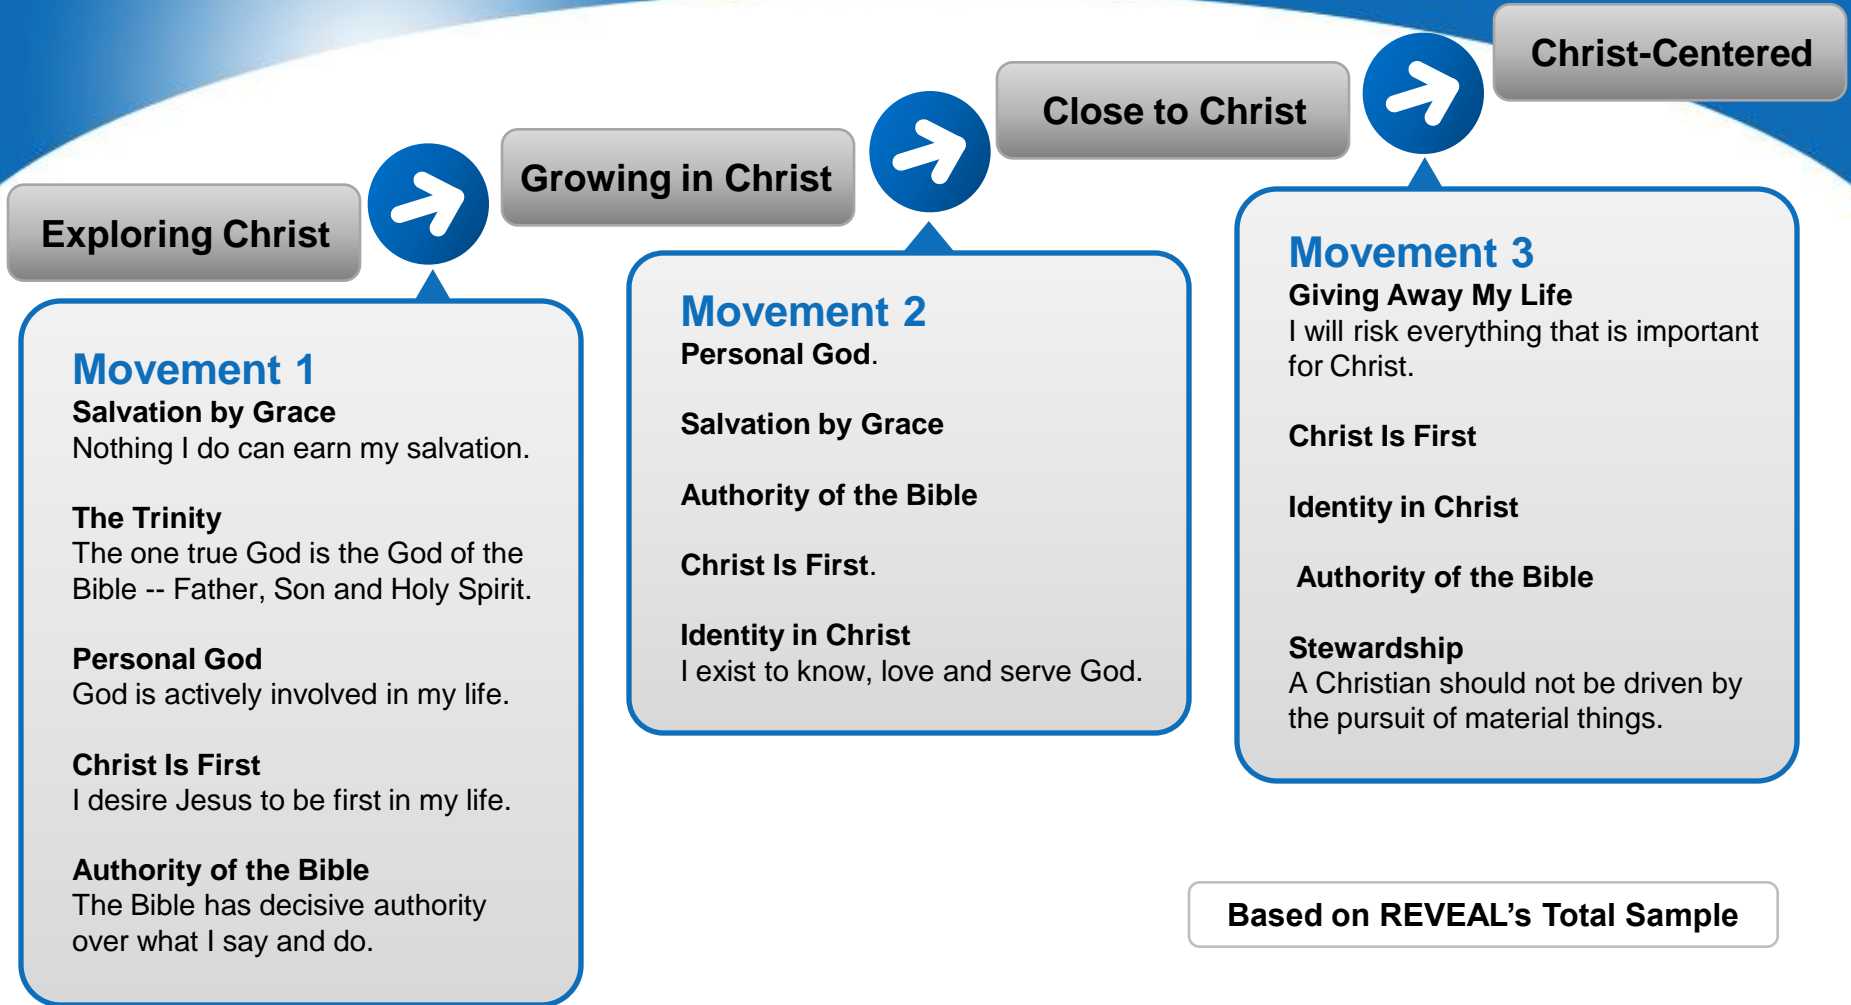 Exploring Christ
Growing in Christ
Close to Christ
Christ-Centered
Movement 1
Salvation by Grace
Nothing I do can earn my salvation.
The Trinity
The one true God is the God of the
Bible -- Father, Son and Holy Spirit.
Personal God
God is actively involved in my life.
Christ Is First
I desire Jesus to be first in my life.
Authority of the Bible
The Bible has decisive authority
over what I say and do.
Movement 2
Personal God.
Salvation by Grace
Authority of the Bible
Christ Is First.
Identity in Christ
I exist to know, love and serve God.
Movement 3
Giving Away My Life
I will risk everything that is important
for Christ.
Christ Is First
Identity in Christ
Authority of the Bible
Stewardship
A Christian should not be driven by
the pursuit of material things.
Based on REVEAL's Total Sample